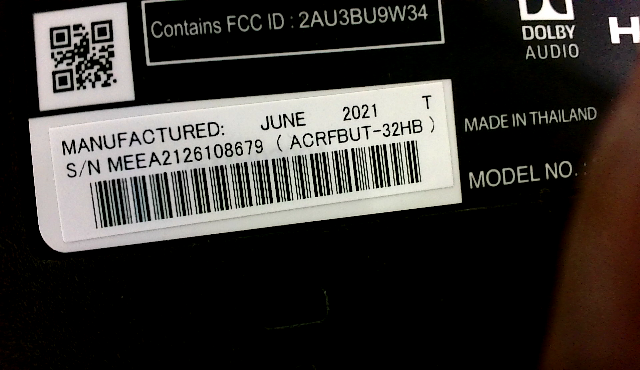 Contains FCC ID : 2AU3BU9W34
DOLBY
AUDIO
H
MANUFACTURED: JUNE 2021 T
S/N MEEA2126108679 ( ACRFBUT-32HB )
MADE IN THAILAND
MODEL NO. :